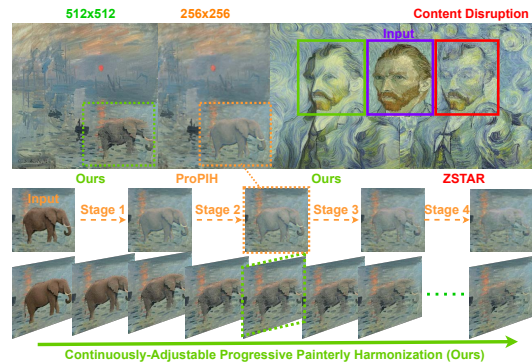 512x512 256x256 Content Disruption
Input
Ours ProPIH Ours ZSTAR
Input Stage 1 Stage 2 Stage 3 Stage 4
Continuously-Adjustable Progressive Painterly Harmonization (Ours)